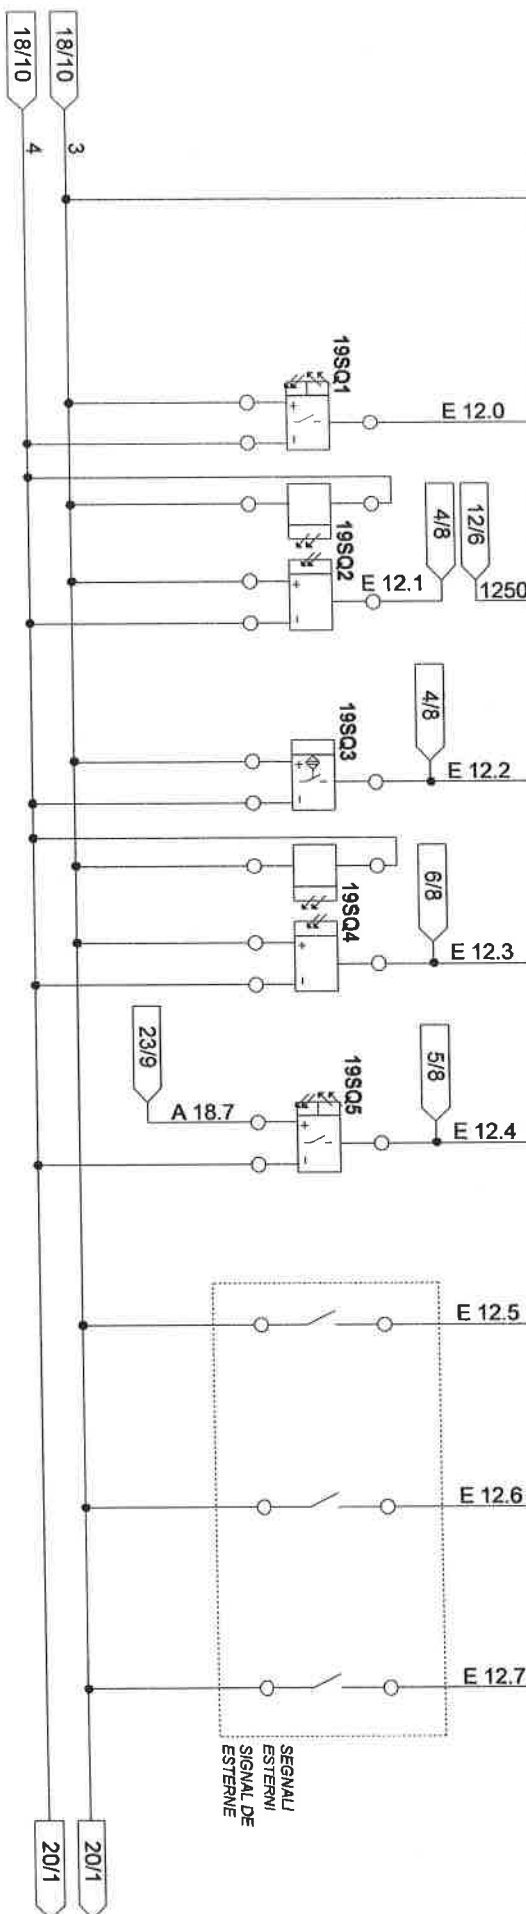 18/10
18/10
4
3
19SQ1
E 12.0
19SQ2
4/8
12/6
E 12.1
1250
19SQ3
4/8
E 12.2
19SQ4
6/8
E 12.3
23/9
A 18.7
19SQ5
5/8
E 12.4
E 12.5
E 12.6
E 12.7
SEGNALI
ESTERNI
SIGNAL DE
ESTERNE
20/1
20/1